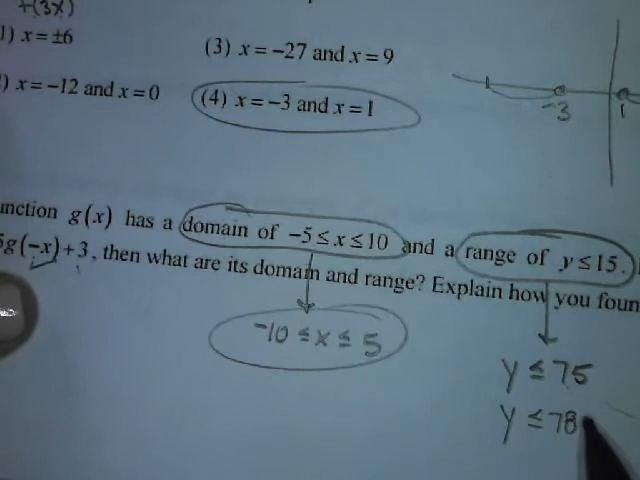 +(3x)
1) x = ±6
(3) x = −27 and x = 9
) x = −12 and x = 0
(4) x = −3 and x = 1
-3
1
unction g(x) has a domain of −5 ≤ x ≤ 10 and a range of y ≤ 15.
5g(−x)+3, then what are its domain and range? Explain how you foun
-10 ≤ x ≤ 5
y ≤ 75
y ≤ 78